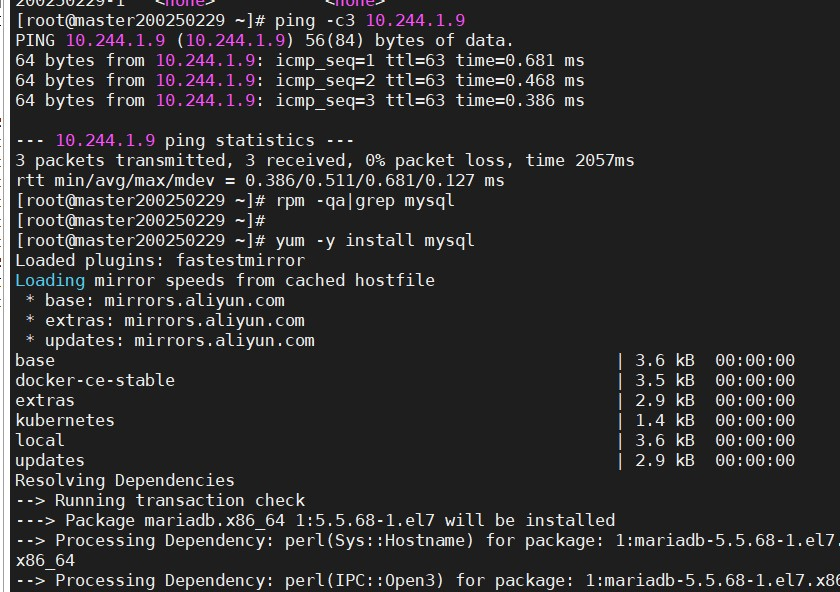 200250229-1   <none>           <none>
[root@master200250229 ~]# ping -c3 10.244.1.9
PING 10.244.1.9 (10.244.1.9) 56(84) bytes of data.
64 bytes from 10.244.1.9: icmp_seq=1 ttl=63 time=0.681 ms
64 bytes from 10.244.1.9: icmp_seq=2 ttl=63 time=0.468 ms
64 bytes from 10.244.1.9: icmp_seq=3 ttl=63 time=0.386 ms
--- 10.244.1.9 ping statistics ---
3 packets transmitted, 3 received, 0% packet loss, time 2057ms
rtt min/avg/max/mdev = 0.386/0.511/0.681/0.127 ms
[root@master200250229 ~]# rpm -qa|grep mysql
[root@master200250229 ~]#
[root@master200250229 ~]# yum -y install mysql
Loaded plugins: fastestmirror
Loading mirror speeds from cached hostfile
 * base: mirrors.aliyun.com
 * extras: mirrors.aliyun.com
 * updates: mirrors.aliyun.com
base | 3.6 kB  00:00:00
docker-ce-stable | 3.5 kB  00:00:00
extras | 2.9 kB  00:00:00
kubernetes | 1.4 kB  00:00:00
local | 3.6 kB  00:00:00
updates | 2.9 kB  00:00:00
Resolving Dependencies
--> Running transaction check
---> Package mariadb.x86_64 1:5.5.68-1.el7 will be installed
--> Processing Dependency: perl(Sys::Hostname) for package: 1:mariadb-5.5.68-1.el7.
x86_64
--> Processing Dependency: perl(IPC::Open3) for package: 1:mariadb-5.5.68-1.el7.x86